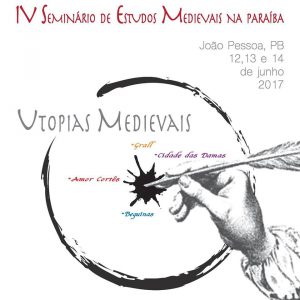 IV Seminário de Estudos Medievais na Paraíba
João Pessoa, PB
12,13 e 14
de junho
2017
Utopias Medievais
-Grall
-Cidade das Damas
-Amor Cortês
-Beguinas